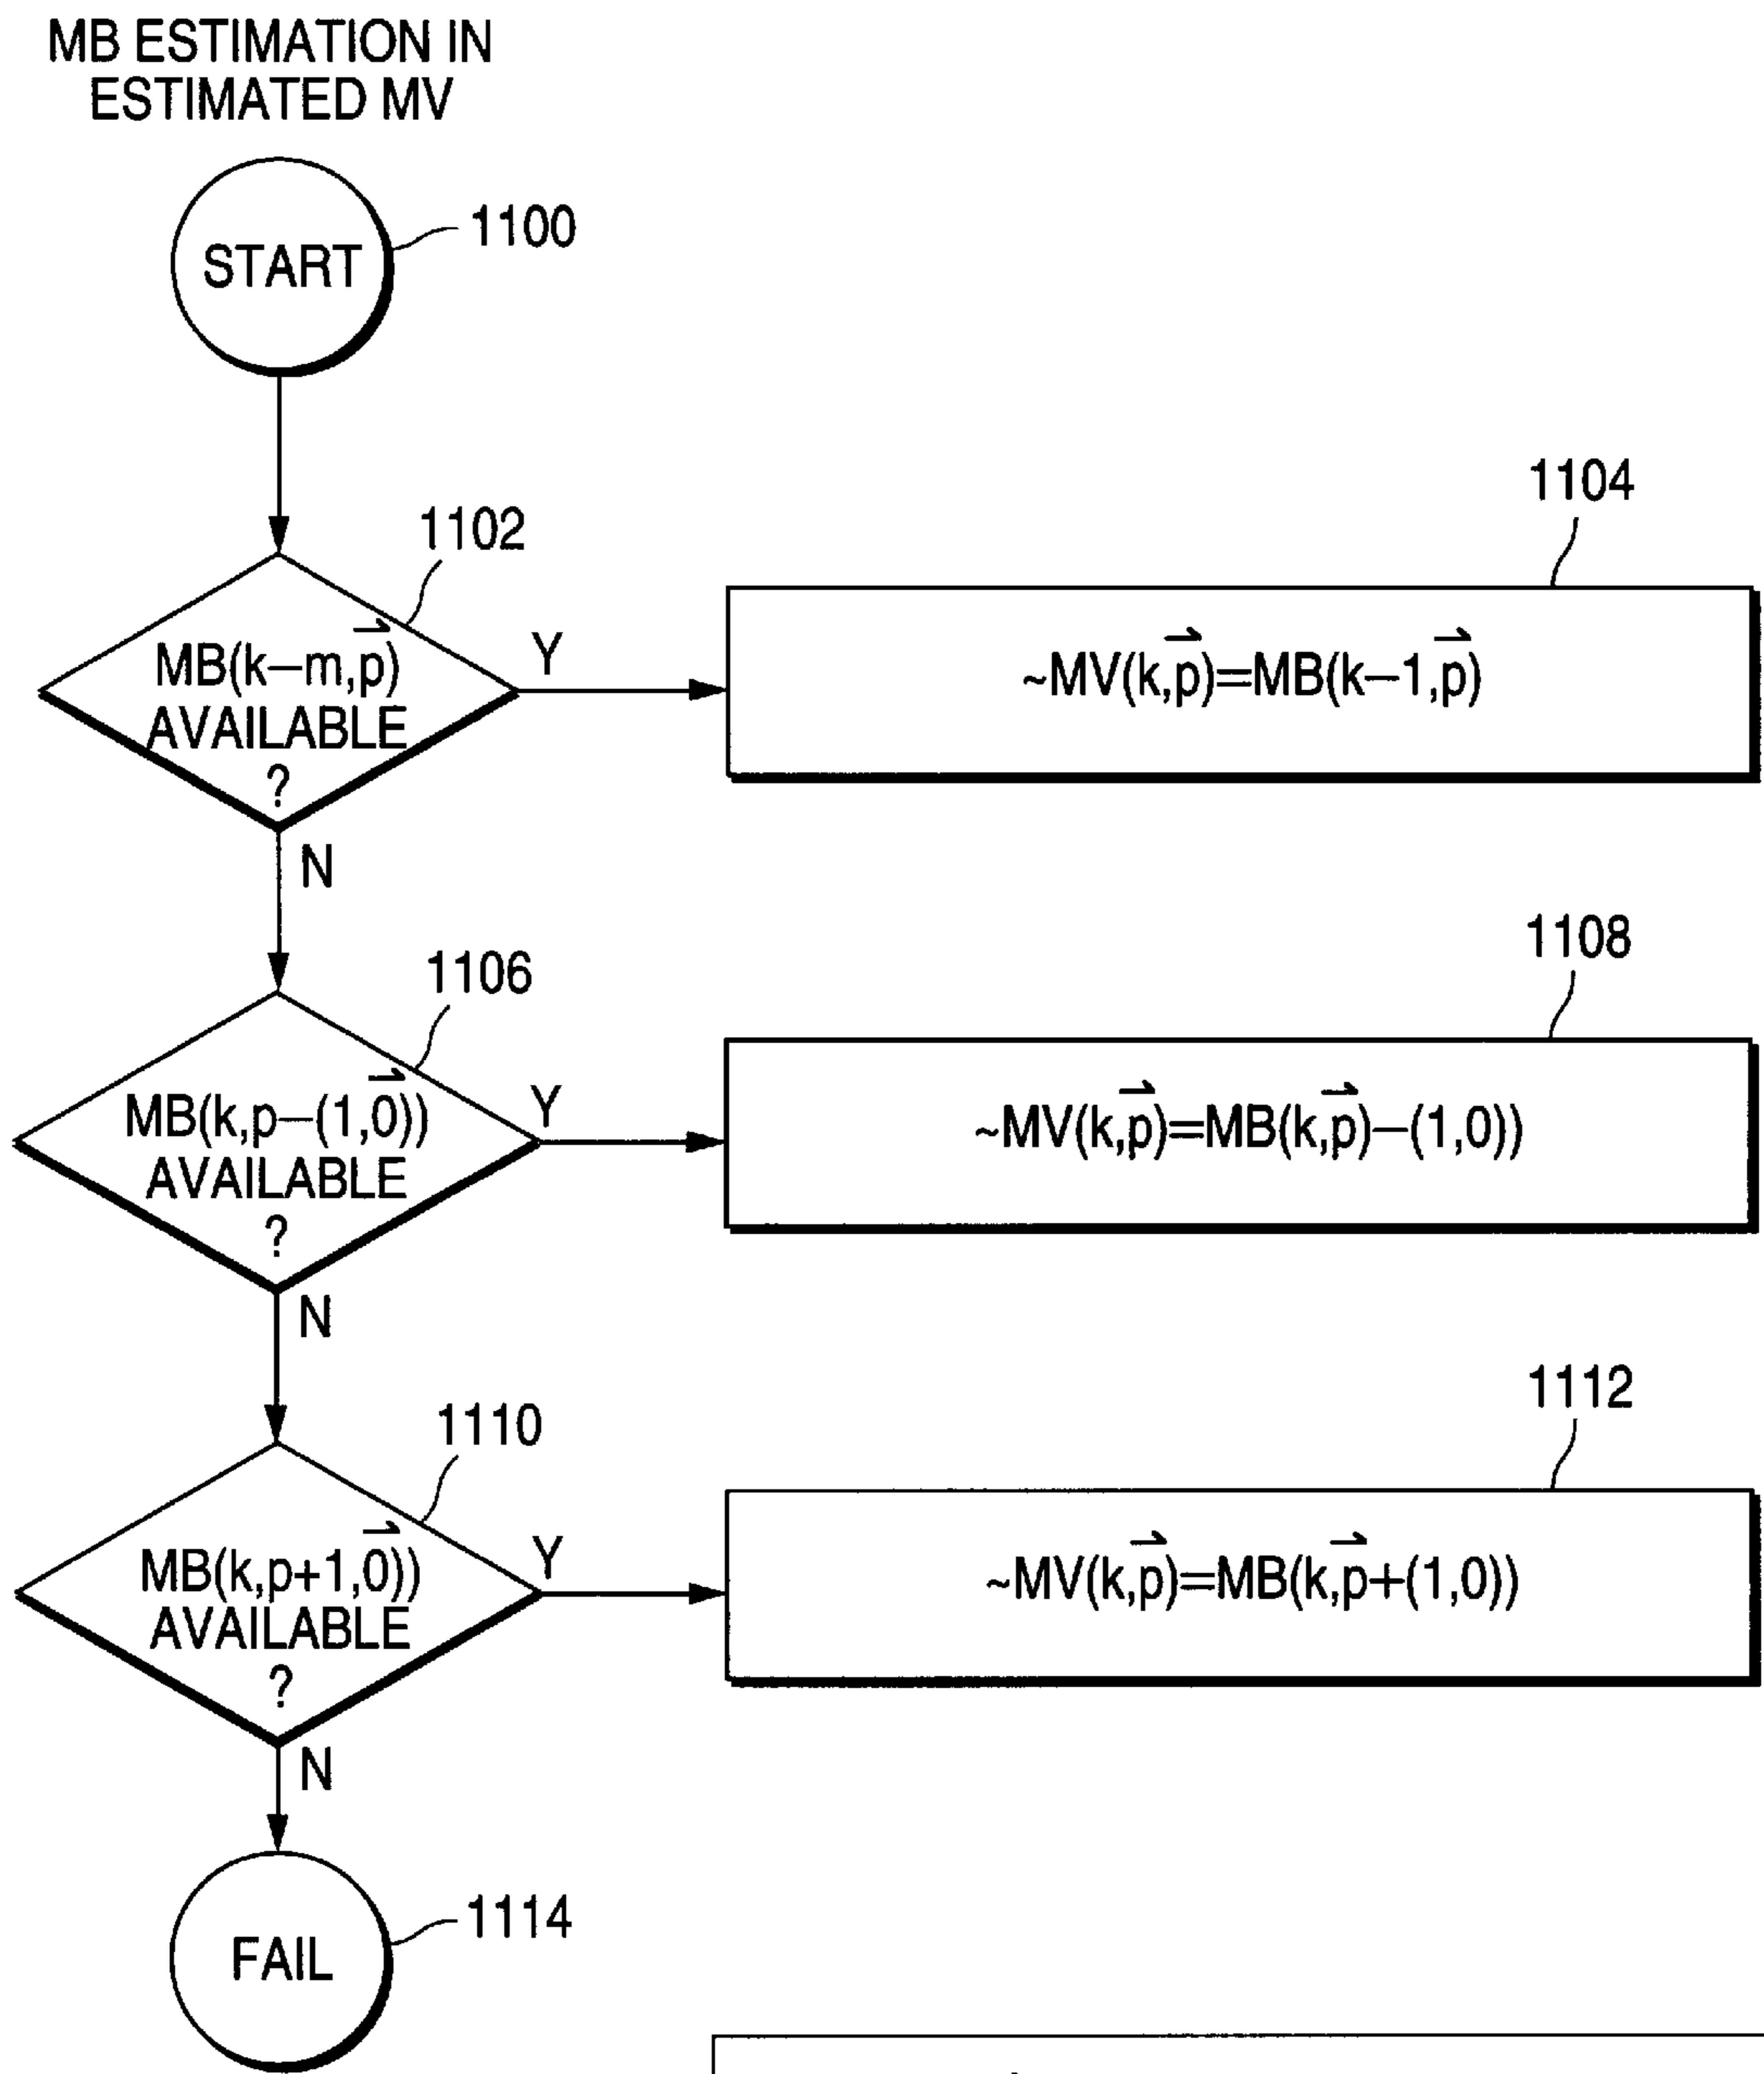 MB ESTIMATION IN
ESTIMATED MV
START
1100
1102
MB(k−m,p⃗)
AVAILABLE
?
Y
N
1104
~MV(k,p⃗)=MB(k−1,p⃗)
1106
MB(k,p−(1,0⃗))
AVAILABLE
?
Y
N
1108
~MV(k,p⃗)=MB(k,p⃗)−(1,0))
1110
MB(k,p+1,0⃗))
AVAILABLE
?
Y
N
1112
~MV(k,p⃗)=MB(k,p⃗+(1,0))
FAIL
1114